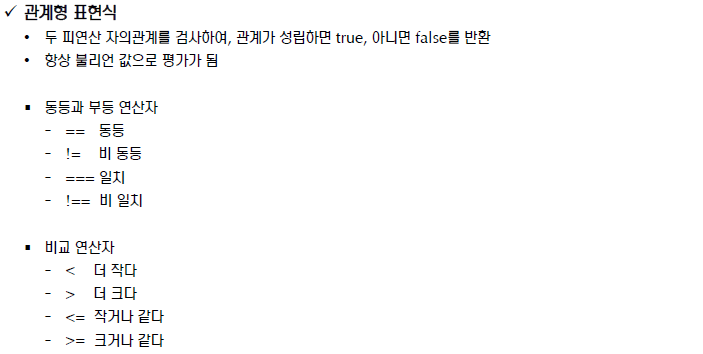 ✓ 관계형 표현식
• 두 피연산 자의관계를 검사하여, 관계가 성립하면 true, 아니면 false를 반환
• 항상 불리언 값으로 평가가 됨
▪ 동등과 부등 연산자
- == 동등
- != 비 동등
- === 일치
- !== 비 일치
▪ 비교 연산자
- < 더 작다
- > 더 크다
- <= 작거나 같다
- >= 크거나 같다